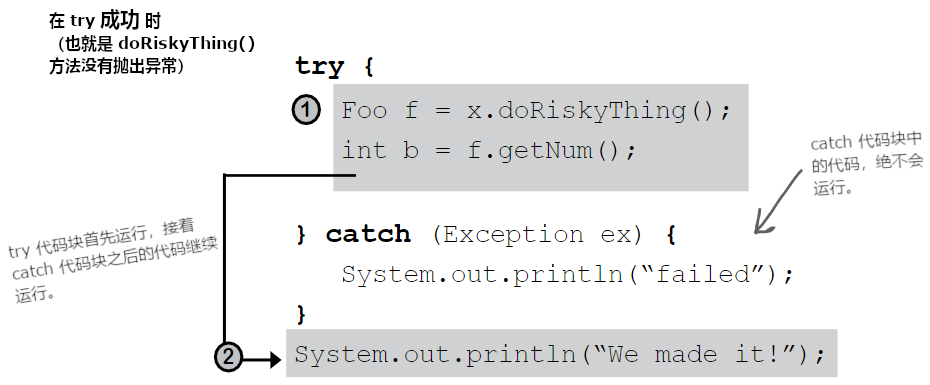 在 try 成功 时
（也就是 doRiskyThing()
方法没有抛出异常）
try {
1
Foo f = x.doRiskyThing();
int b = f.getNum();
catch 代码块中
的代码，绝不会
运行。
try 代码块首先运行，接着
catch 代码块之后的代码继续
运行。
} catch (Exception ex) {
System.out.println(“failed”);
}
2
System.out.println(“We made it!”);